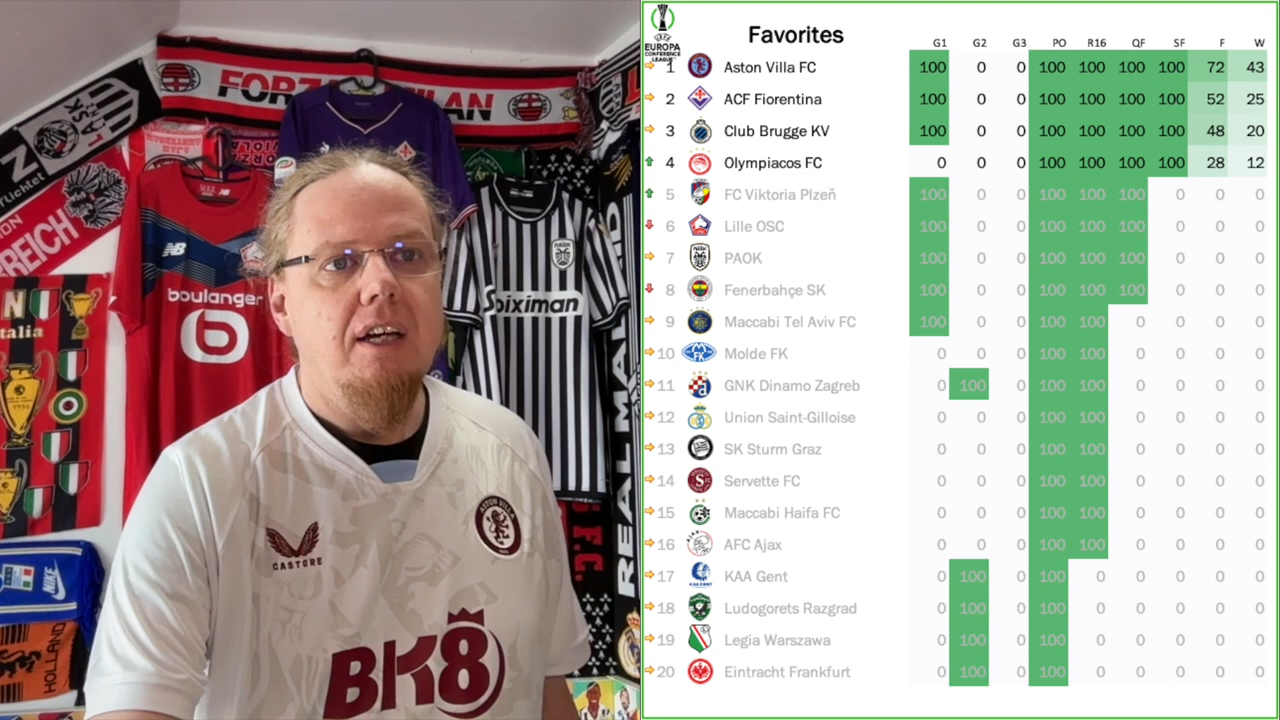 FORZA MILAN
LASK
REICH
Italia
1990
NB
boulanger
PAOK
Stoiximan
REAL MADRID
F.C.
HOLLAND
CASTORE
ASTON VILLA
BK8
UEFA
EUROPA
CONFERENCE
LEAGUE
Favorites
G1 G2 G3 PO R16 QF SF F W
1 Aston Villa FC 100 0 0 100 100 100 100 72 43
2 ACF Fiorentina 100 0 0 100 100 100 100 52 25
3 Club Brugge KV 100 0 0 100 100 100 100 48 20
4 Olympiacos FC 0 0 0 100 100 100 100 28 12
5 FC Viktoria Plzeň 100 0 0 100 100 100 0 0 0
6 Lille OSC 100 0 0 100 100 100 0 0 0
7 PAOK 100 0 0 100 100 100 0 0 0
8 Fenerbahçe SK 100 0 0 100 100 100 0 0 0
9 Maccabi Tel Aviv FC 100 0 0 100 100 0 0 0 0
10 Molde FK 0 0 0 100 100 0 0 0 0
11 GNK Dinamo Zagreb 0 100 0 100 100 0 0 0 0
12 Union Saint-Gilloise 0 0 0 100 100 0 0 0 0
13 SK Sturm Graz 0 0 0 100 100 0 0 0 0
14 Servette FC 0 0 0 100 100 0 0 0 0
15 Maccabi Haifa FC 0 0 0 100 100 0 0 0 0
16 AFC Ajax 0 0 0 100 100 0 0 0 0
17 KAA Gent 0 100 0 100 0 0 0 0 0
18 Ludogorets Razgrad 0 100 0 100 0 0 0 0 0
19 Legia Warszawa 0 100 0 100 0 0 0 0 0
20 Eintracht Frankfurt 0 100 0 100 0 0 0 0 0